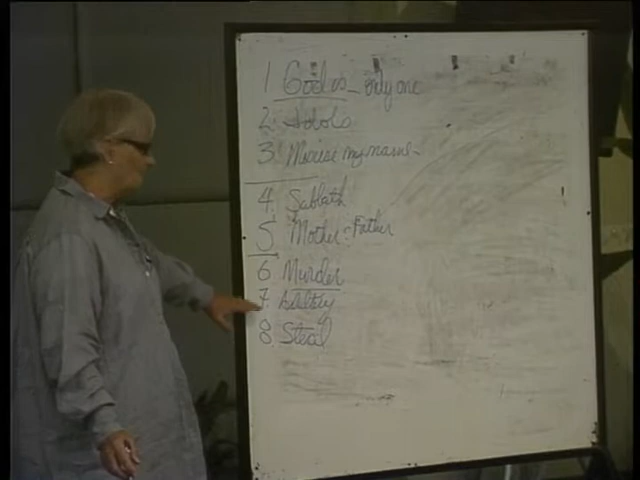 1 God is - only one
2. Idols
3 Misuse my name -
4. Sabbath
5 Mother : Father
6 Murder
7 Adultery
8 Steal